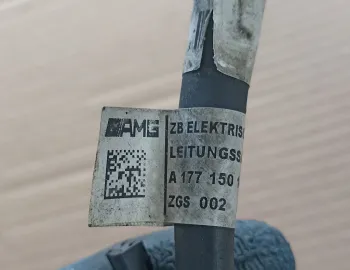 AMG
ZB ELEKTRIS
LEITUNGSS
A 177 150
ZGS 002